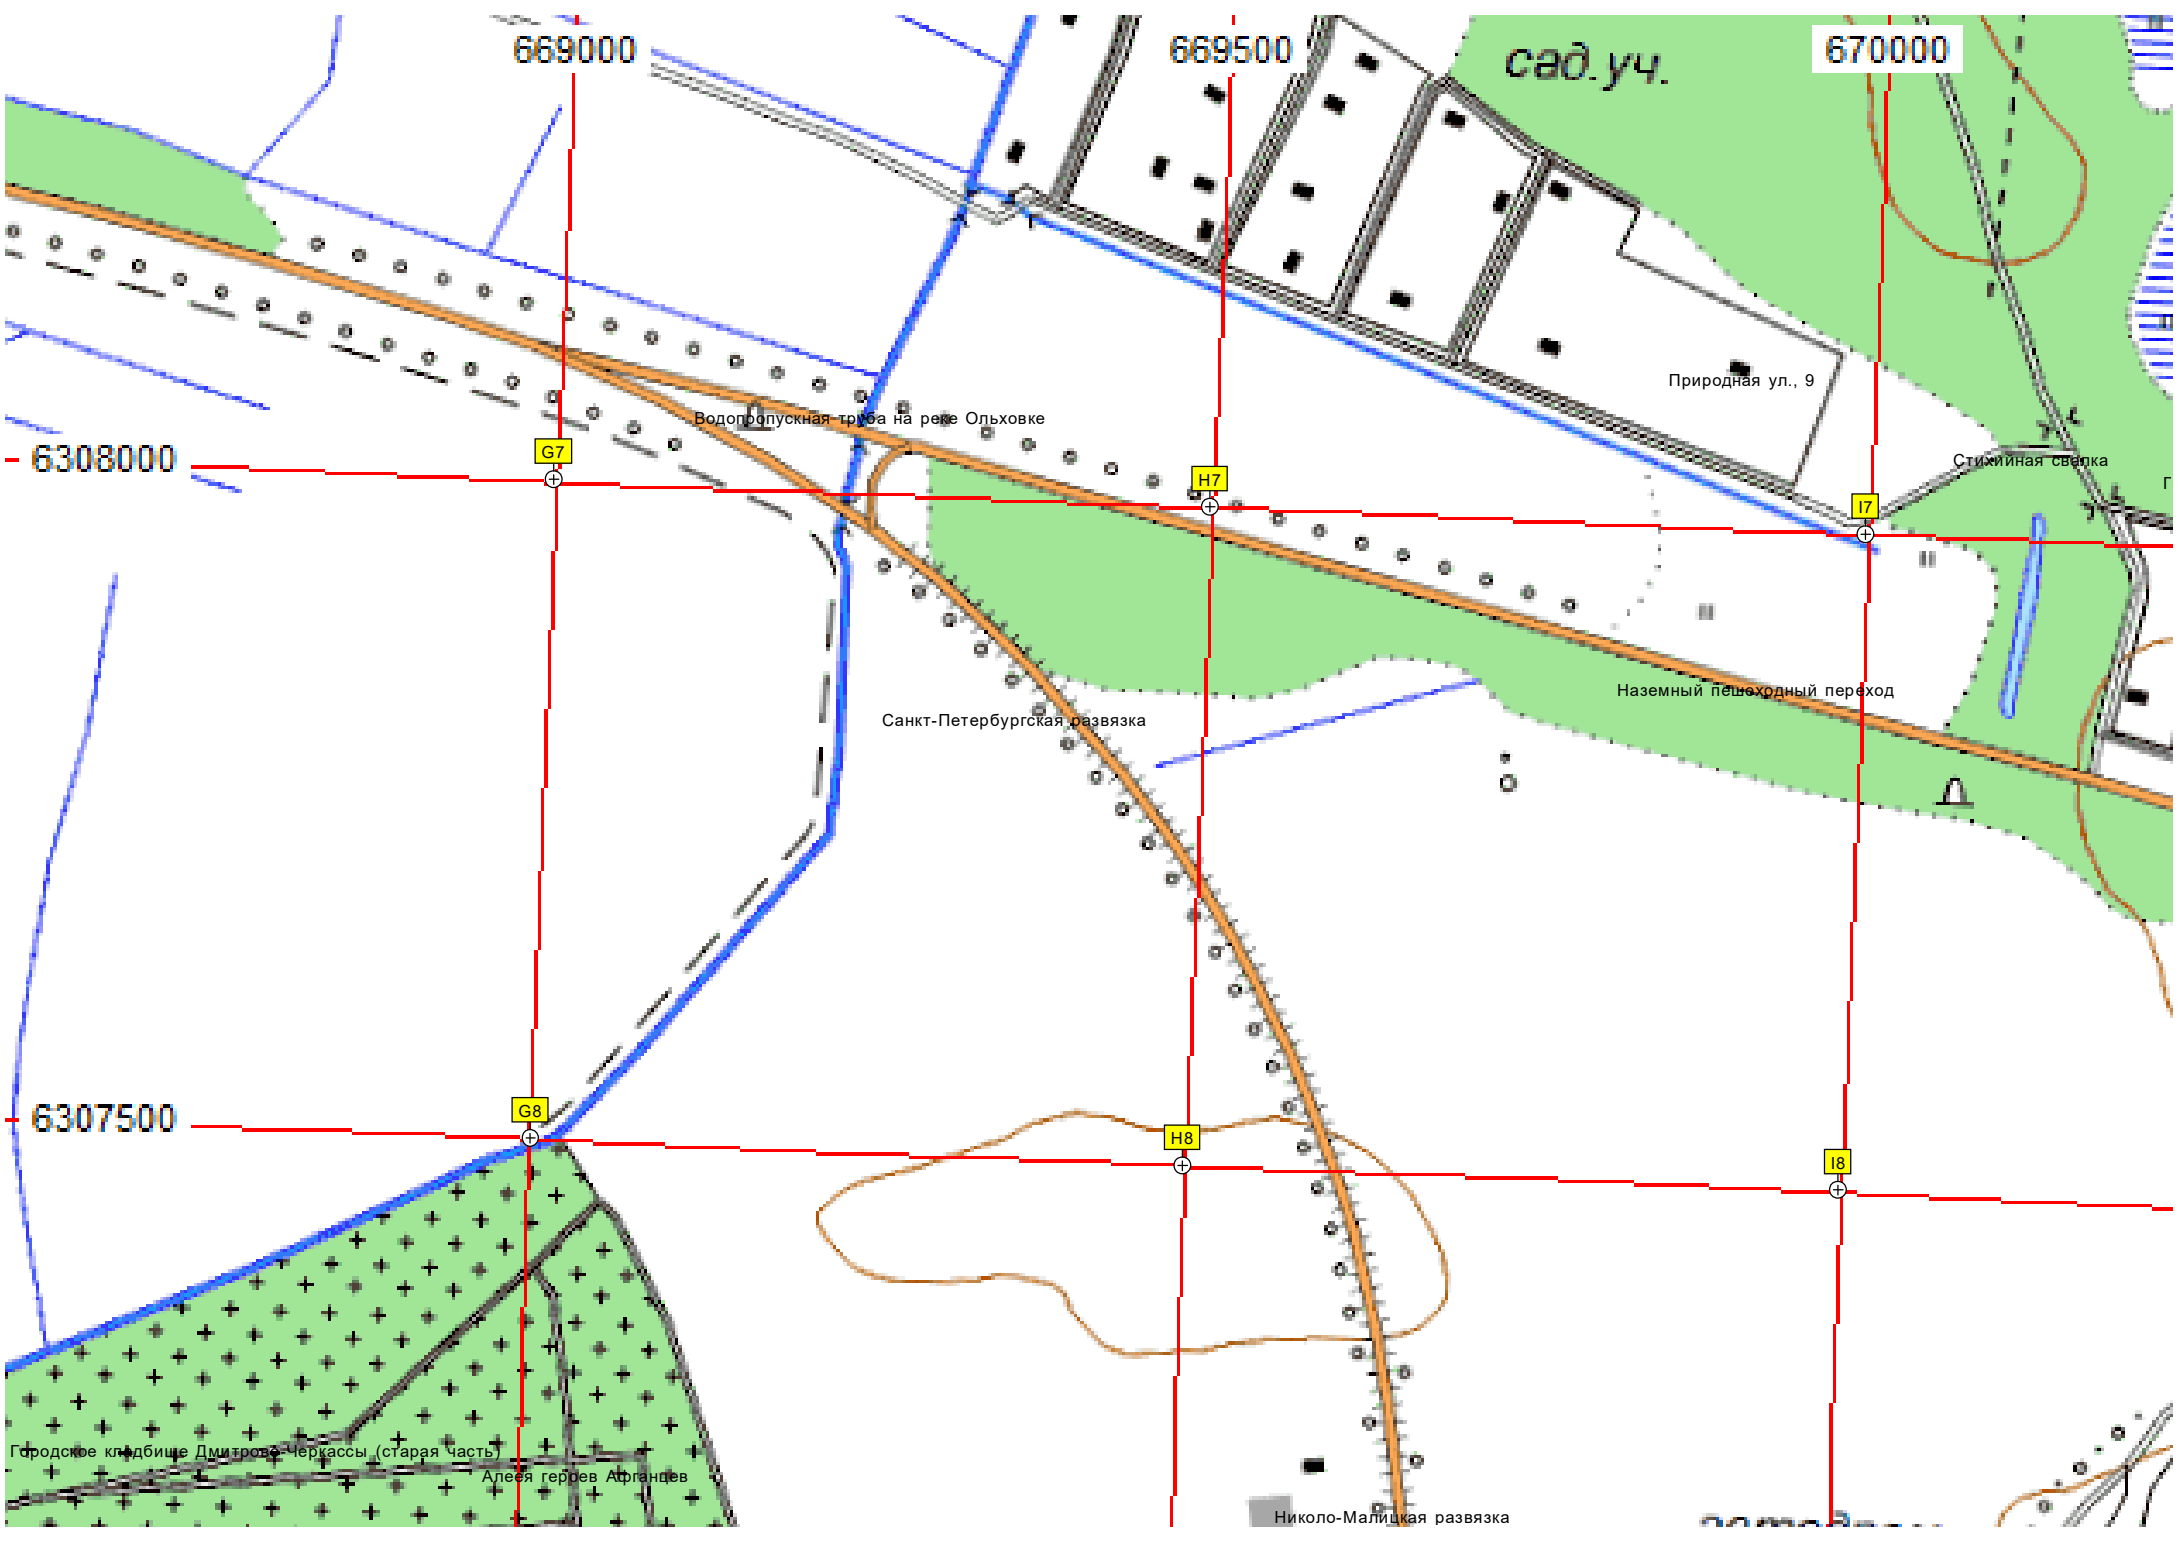 669000
669500
670000
сад.уч.
Природная ул., 9
Водопропускная труба на реке Ольховке
G7
6308000
Стихийная свалка
H7
Г
I7
Наземный пешоходный переход
Санкт-Петербургская развязка
G8
6307500
H8
I8
Городское кладбище Дмитрово-Черкассы (старая часть)
Алеея героев Афганцев
Николо-Малицкая развязка